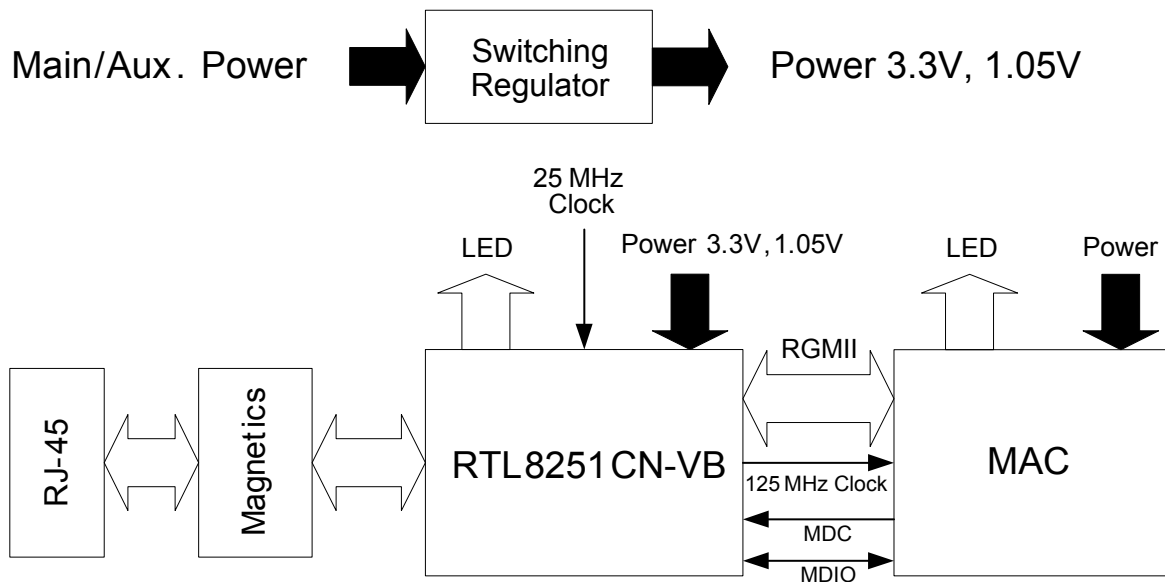 Main/Aux. Power
Switching
Regulator
Power 3.3V, 1.05V
25 MHz
Clock
LED
Power 3.3V, 1.05V
LED
Power
RGMII
RJ-45
Magnetics
RTL8251CN-VB
MAC
125 MHz Clock
MDC
MDIO